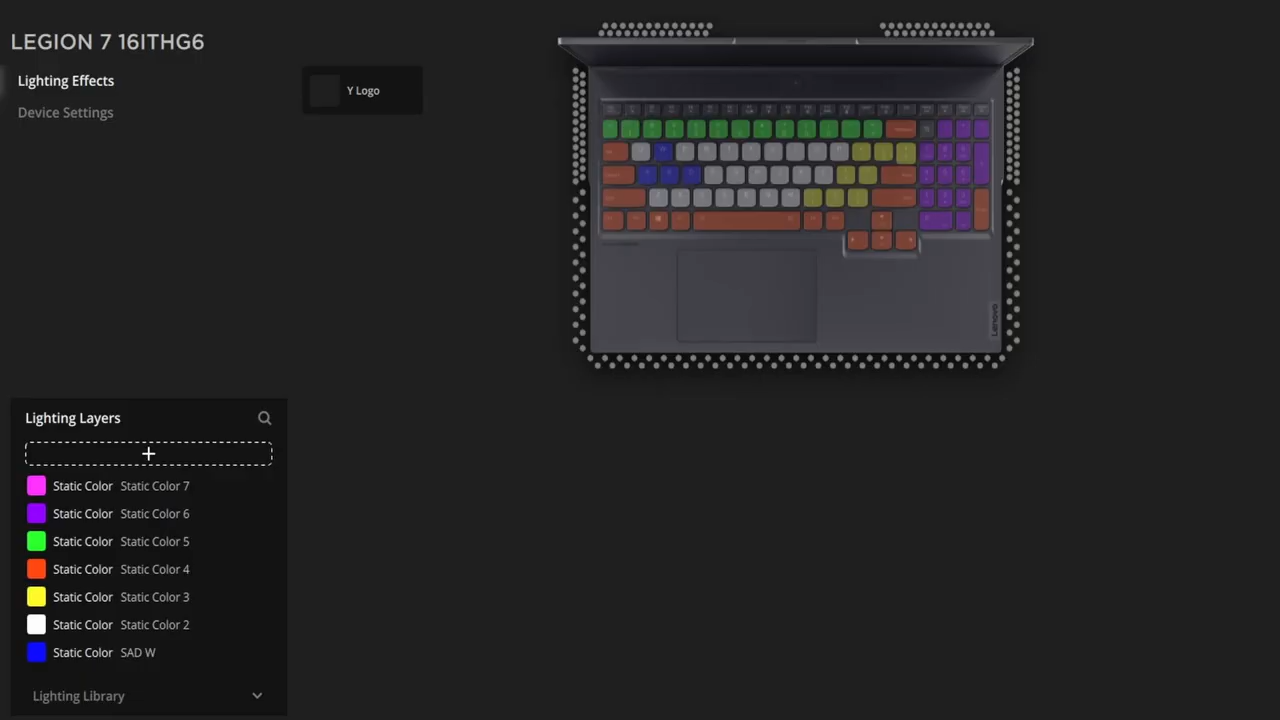 LEGION 7 16ITHG6
Lighting Effects
Device Settings
Y Logo
Lenovo
Lighting Layers
+
Static Color Static Color 7
Static Color Static Color 6
Static Color Static Color 5
Static Color Static Color 4
Static Color Static Color 3
Static Color Static Color 2
Static Color SAD W
Lighting Library